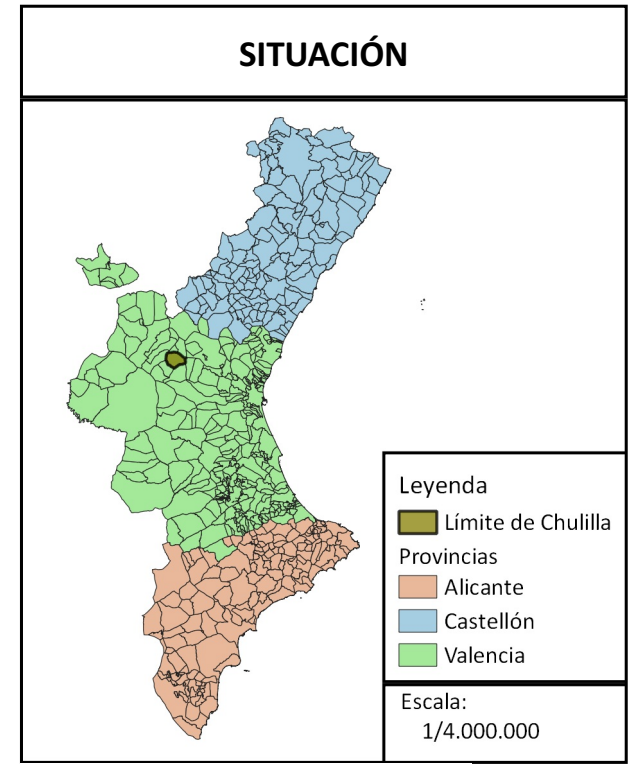 SITUACIÓN
Leyenda
Límite de Chulilla
Provincias
Alicante
Castellón
Valencia
Escala:
1/4.000.000